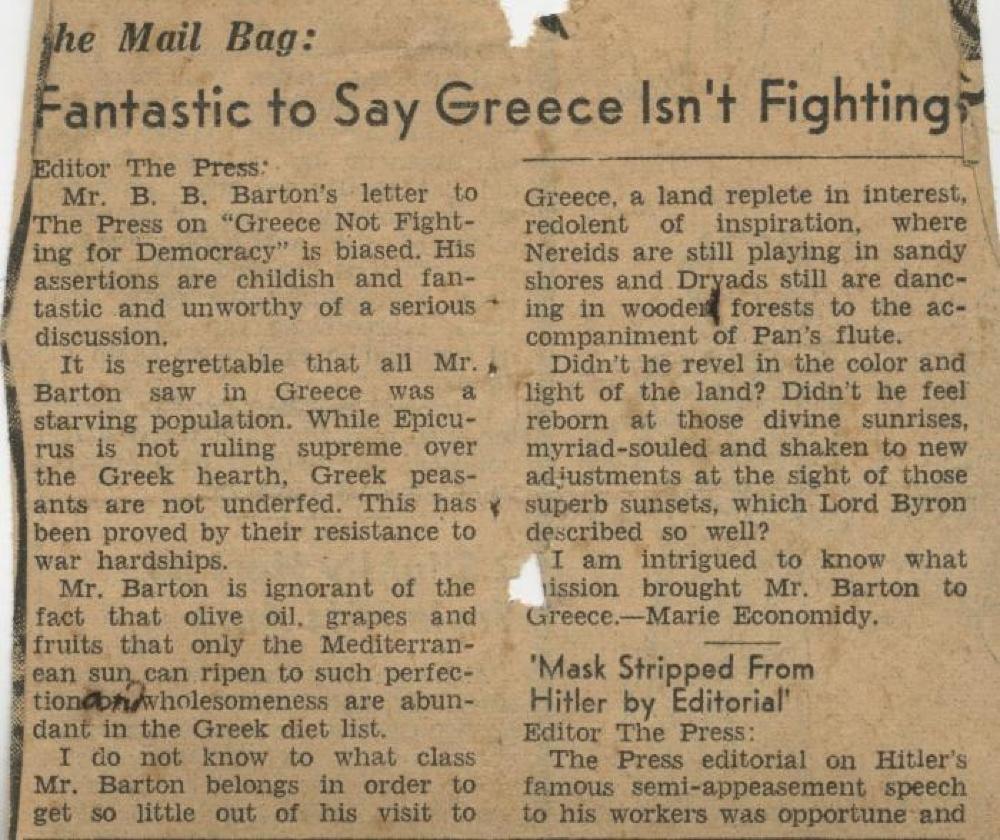 he Mail Bag:
Fantastic to Say Greece Isn't Fighting
Editor The Press:
Mr. B. B. Barton's letter to
The Press on “Greece Not Fight-
ing for Democracy” is biased. His
assertions are childish and fan-
tastic and unworthy of a serious
discussion.
It is regrettable that all Mr.
Barton saw in Greece was a
starving population. While Epicu-
rus is not ruling supreme over
the Greek hearth, Greek peas-
ants are not underfed. This has
been proved by their resistance to
war hardships.
Mr. Barton is ignorant of the
fact that olive oil, grapes and
fruits that only the Mediterran-
ean sun can ripen to such perfec-
tion and wholesomeness are abun-
dant in the Greek diet list.
I do not know to what class
Mr. Barton belongs in order to
get so little out of his visit to
Greece, a land replete in interest,
redolent of inspiration, where
Nereids are still playing in sandy
shores and Dryads still are danc-
ing in wooded forests to the ac-
companiment of Pan's flute.
Didn't he revel in the color and
light of the land? Didn't he feel
reborn at those divine sunrises,
myriad-souled and shaken to new
adjustments at the sight of those
superb sunsets, which Lord Byron
described so well?
I am intrigued to know what
mission brought Mr. Barton to
Greece.—Marie Economidy.
'Mask Stripped From
Hitler by Editorial'
Editor The Press:
The Press editorial on Hitler's
famous semi-appeasement speech
to his workers was opportune and